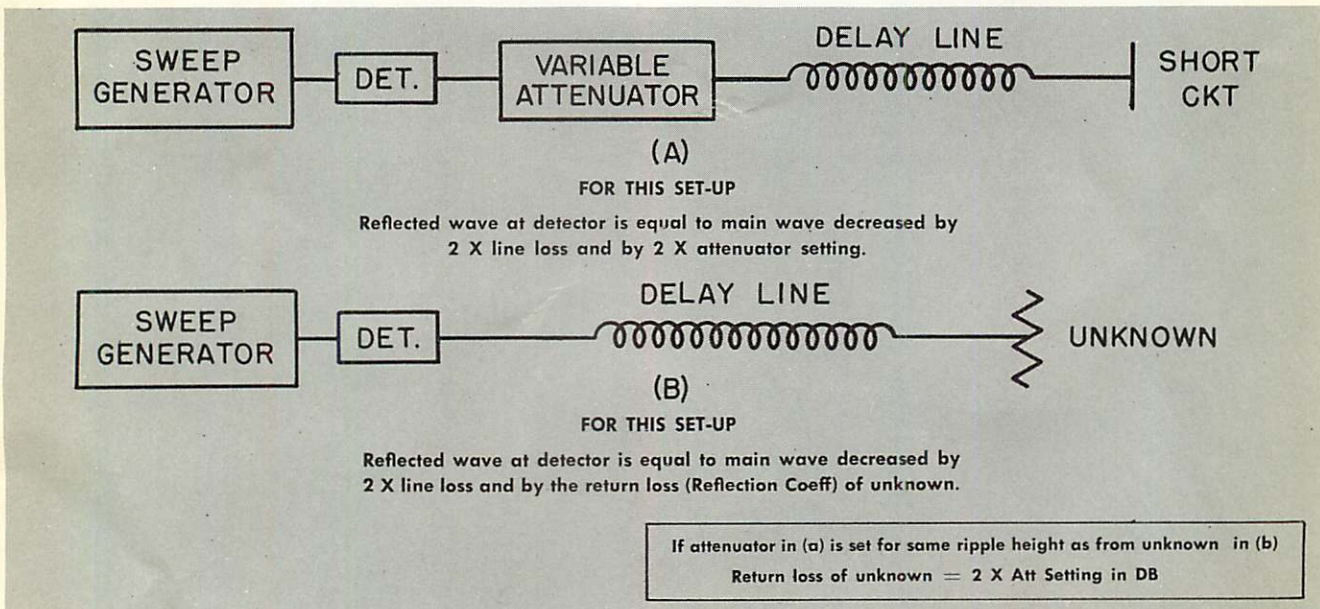 SWEEP
GENERATOR
DET.
VARIABLE
ATTENUATOR
DELAY LINE
SHORT
CKT
(A)
FOR THIS SET-UP
Reflected wave at detector is equal to main wave decreased by
2 X line loss and by 2 X attenuator setting.
SWEEP
GENERATOR
DET.
DELAY LINE
UNKNOWN
(B)
FOR THIS SET-UP
Reflected wave at detector is equal to main wave decreased by
2 X line loss and by the return loss (Reflection Coeff) of unknown.
If attenuator in (a) is set for same ripple height as from unknown in (b)
Return loss of unknown = 2 X Att Setting in DB